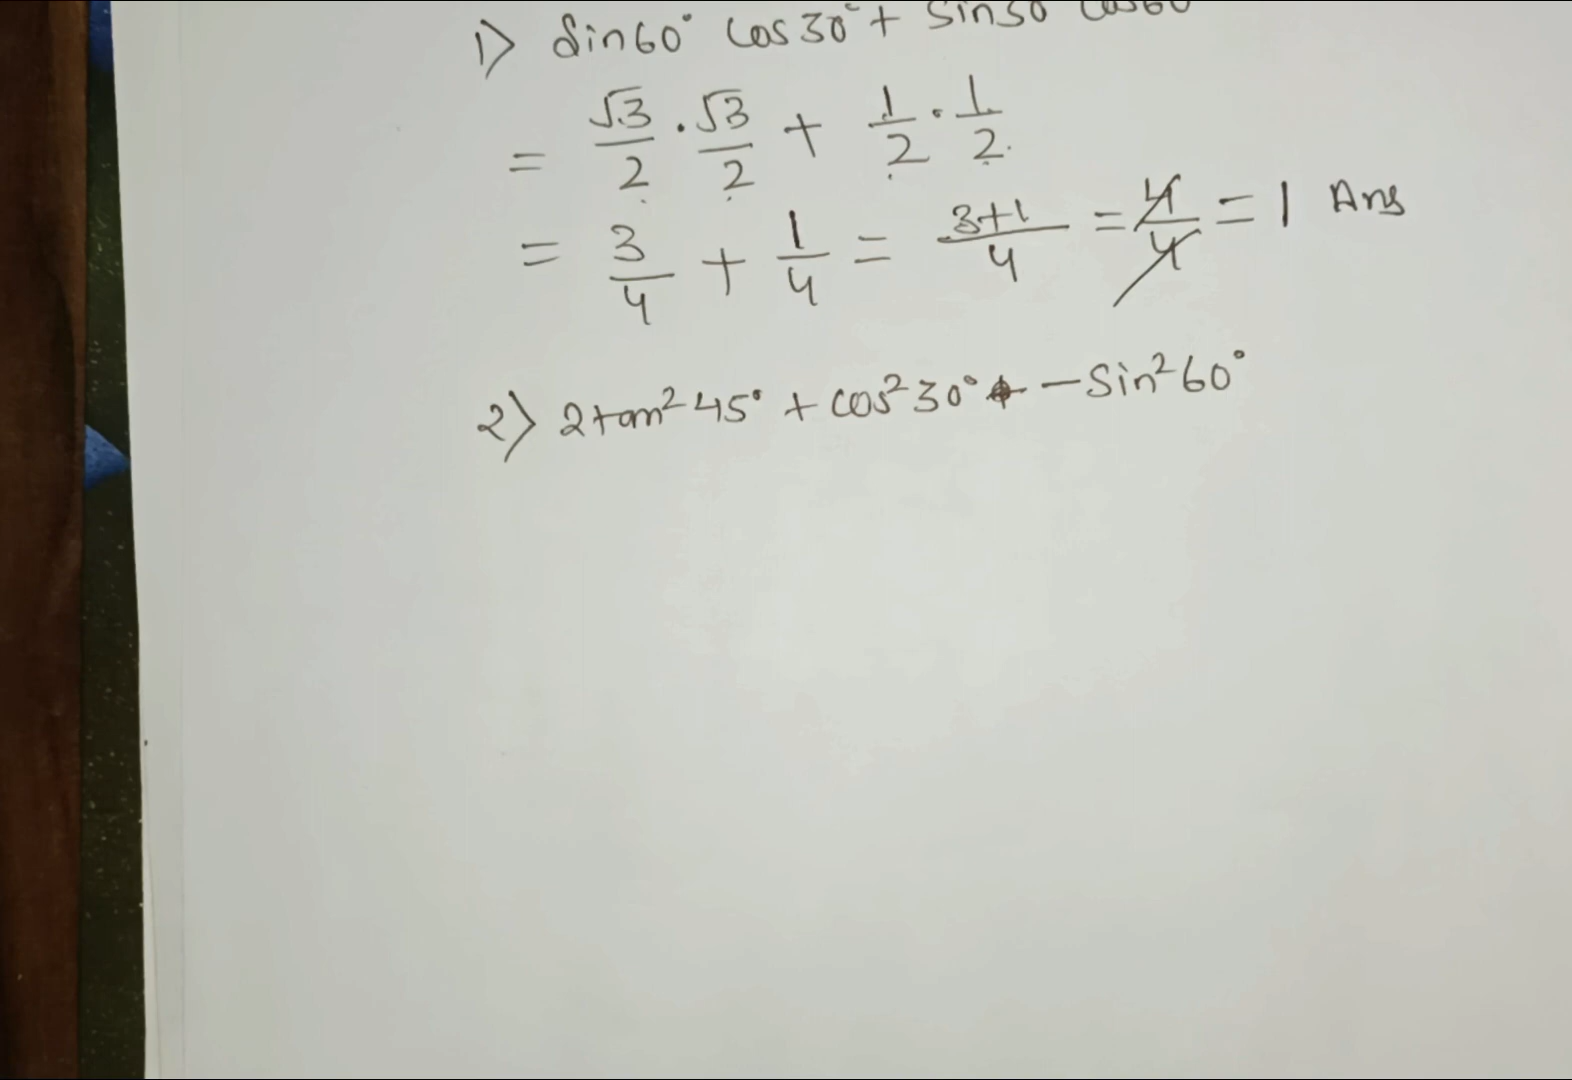 1) Sin60° Cos30° + Sin30° Cos60°
= √3/2 . √3/2 + 1/2 . 1/2
= 3/4 + 1/4 = 3+1/4 = 4/4 = 1 Ans
2) 2tan²45° + cos²30° - Sin²60°